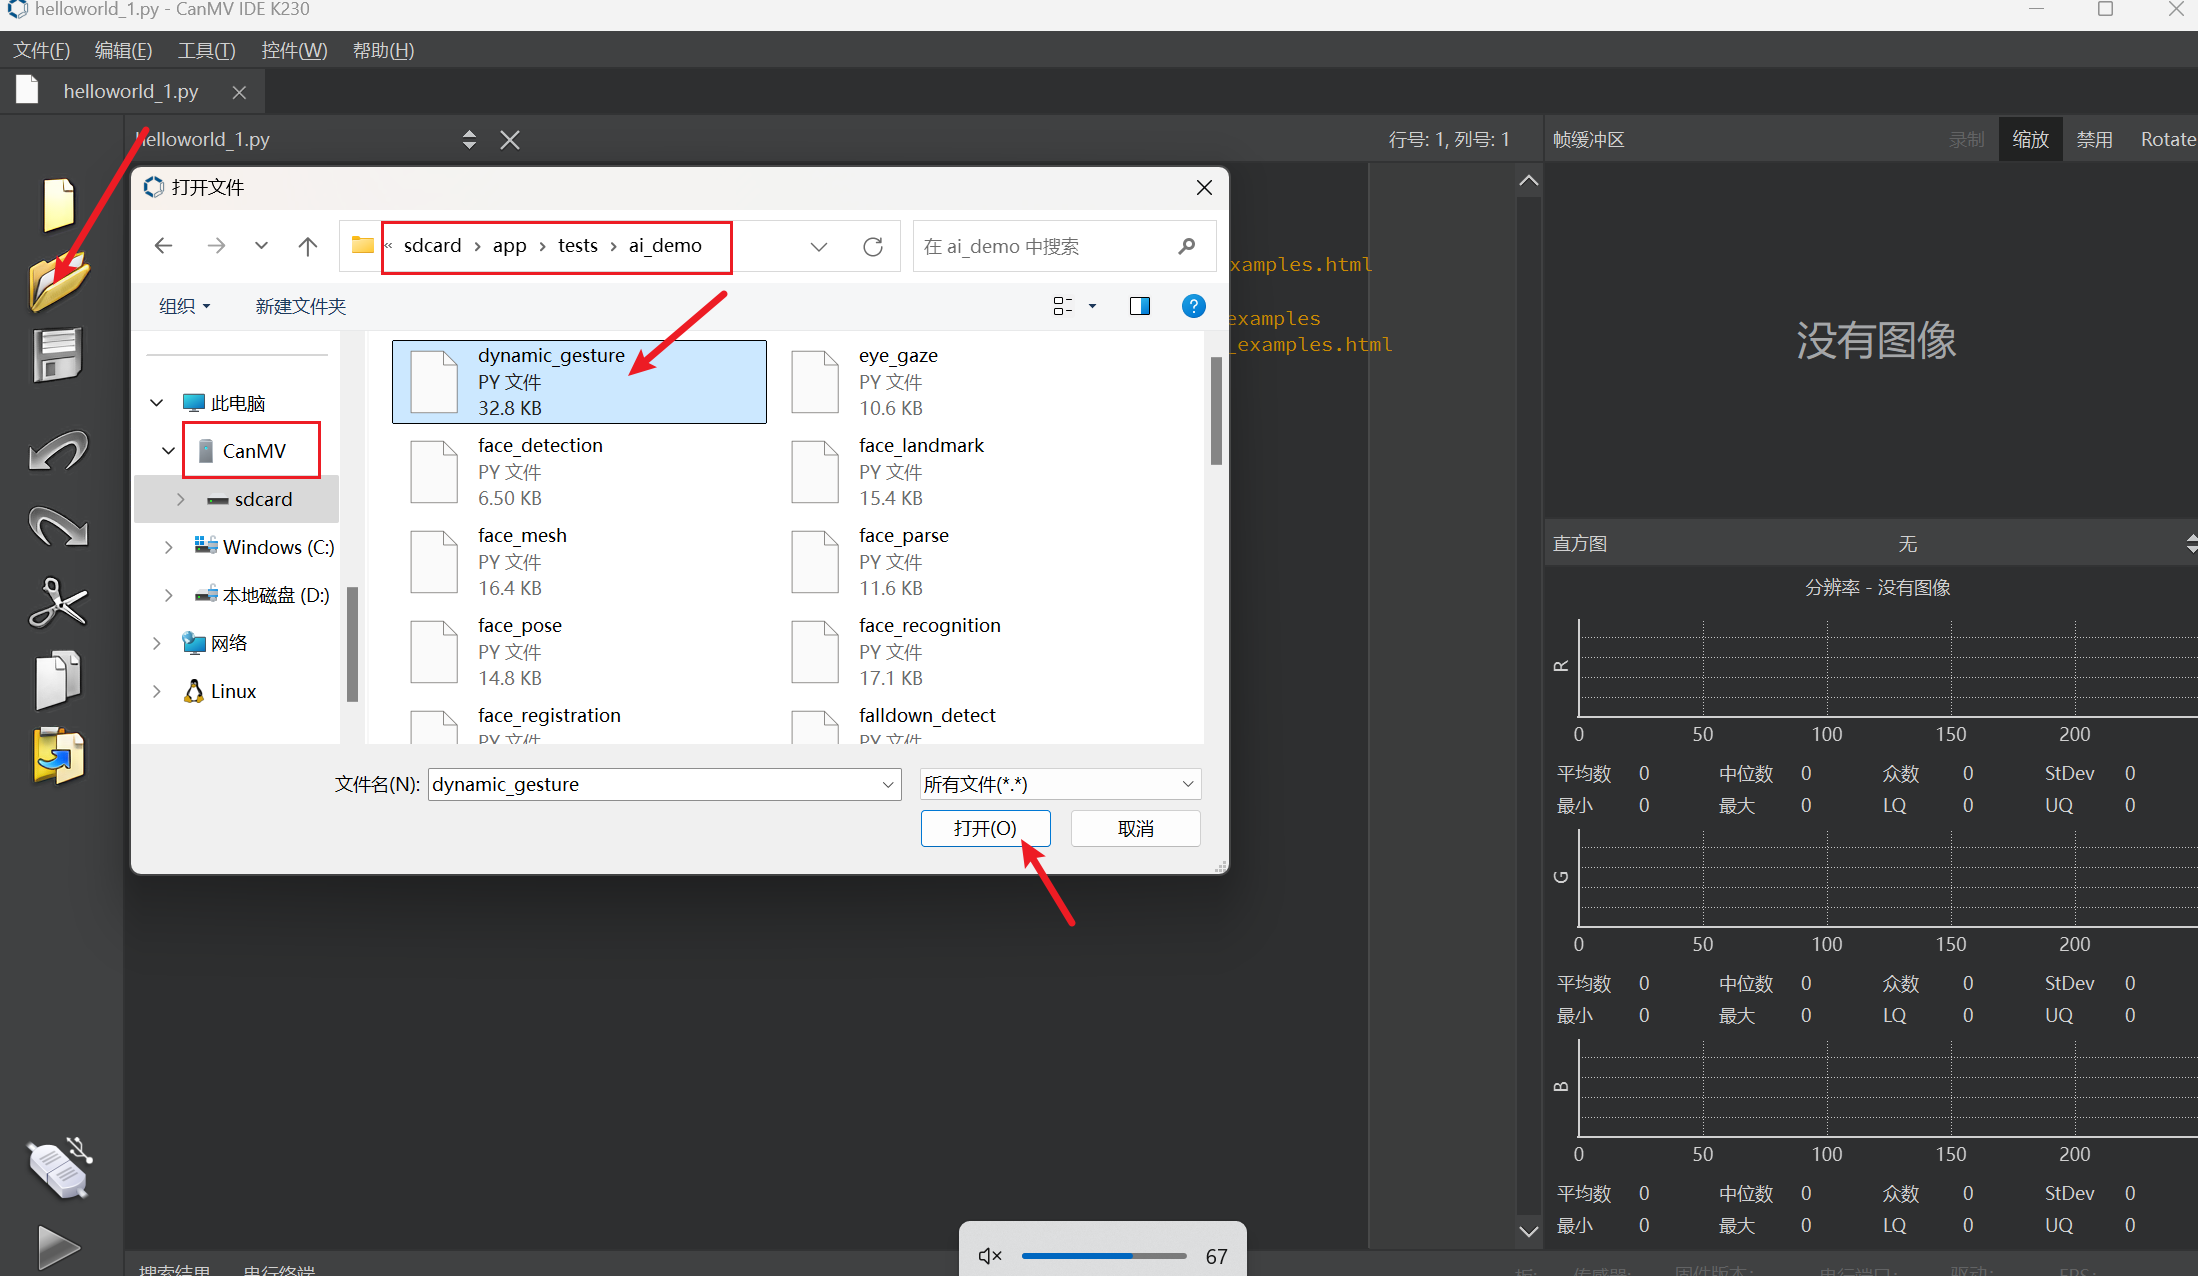 helloworld_1.py - CanMV IDE K230
文件(F) 编辑(E) 工具(T) 控件(W) 帮助(H)
helloworld_1.py
helloworld_1.py 行号: 1, 列号: 1 帧缓冲区 录制 缩放 禁用 Rotate
打开文件
« sdcard › app › tests › ai_demo 在 ai_demo 中搜索
xamples.html
组织 新建文件夹
examples
_examples.html
没有图像
此电脑
CanMV
sdcard
Windows (C:)
本地磁盘 (D:)
网络
Linux
dynamic_gesture
PY 文件
32.8 KB
eye_gaze
PY 文件
10.6 KB
face_detection
PY 文件
6.50 KB
face_landmark
PY 文件
15.4 KB
face_mesh
PY 文件
16.4 KB
face_parse
PY 文件
11.6 KB
face_pose
PY 文件
14.8 KB
face_recognition
PY 文件
17.1 KB
face_registration
PY 文件
falldown_detect
PY 文件
文件名(N): dynamic_gesture 所有文件(*.*)
打开(O) 取消
直方图 无
分辨率 - 没有图像
R
0 50 100 150 200
平均数 0 中位数 0 众数 0 StDev 0
最小 0 最大 0 LQ 0 UQ 0
G
0 50 100 150 200
平均数 0 中位数 0 众数 0 StDev 0
最小 0 最大 0 LQ 0 UQ 0
B
0 50 100 150 200
平均数 0 中位数 0 众数 0 StDev 0
最小 0 最大 0 LQ 0 UQ 0
67
搜索结果 串行终端